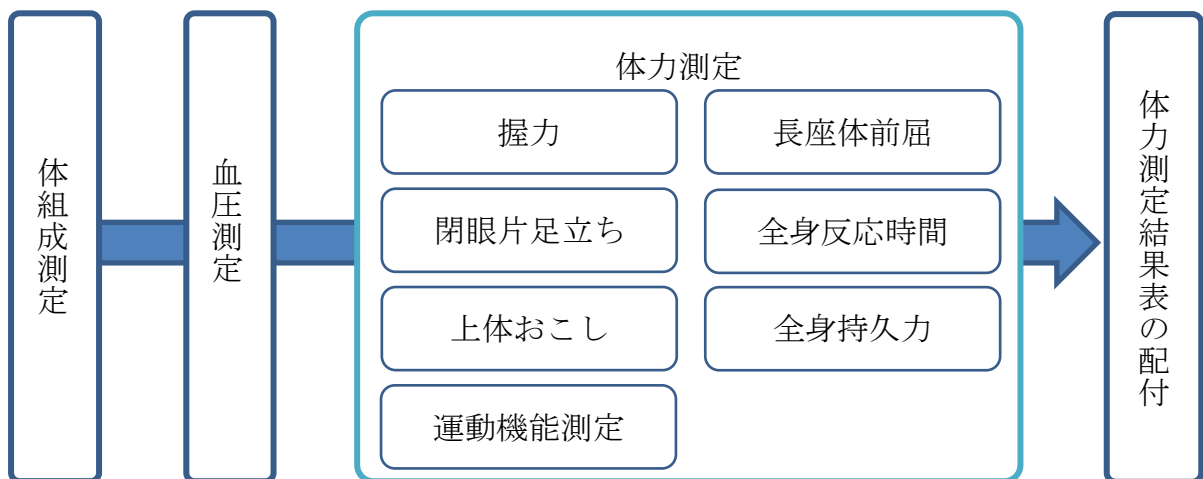 体組成測定
血圧測定
体力測定
握力
長座体前屈
閉眼片足立ち
全身反応時間
上体おこし
全身持久力
運動機能測定
体力測定結果表の配付